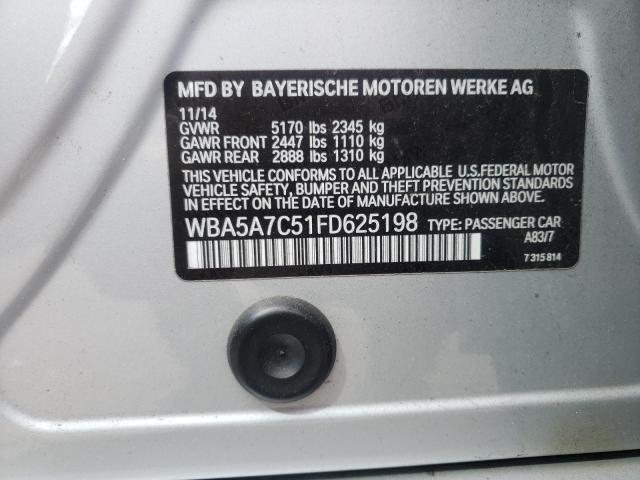 MFD BY BAYERISCHE MOTOREN WERKE AG
11/14
GVWR 5170 lbs 2345 kg
GAWR FRONT 2447 lbs 1110 kg
GAWR REAR 2888 lbs 1310 kg
THIS VEHICLE CONFORMS TO ALL APPLICABLE U.S.FEDERAL MOTOR
VEHICLE SAFETY, BUMPER AND THEFT PREVENTION STANDARDS
IN EFFECT ON THE DATE OF MANUFACTURE SHOWN ABOVE.
WBA5A7C51FD625198 TYPE: PASSENGER CAR
A83/7
7 315 814